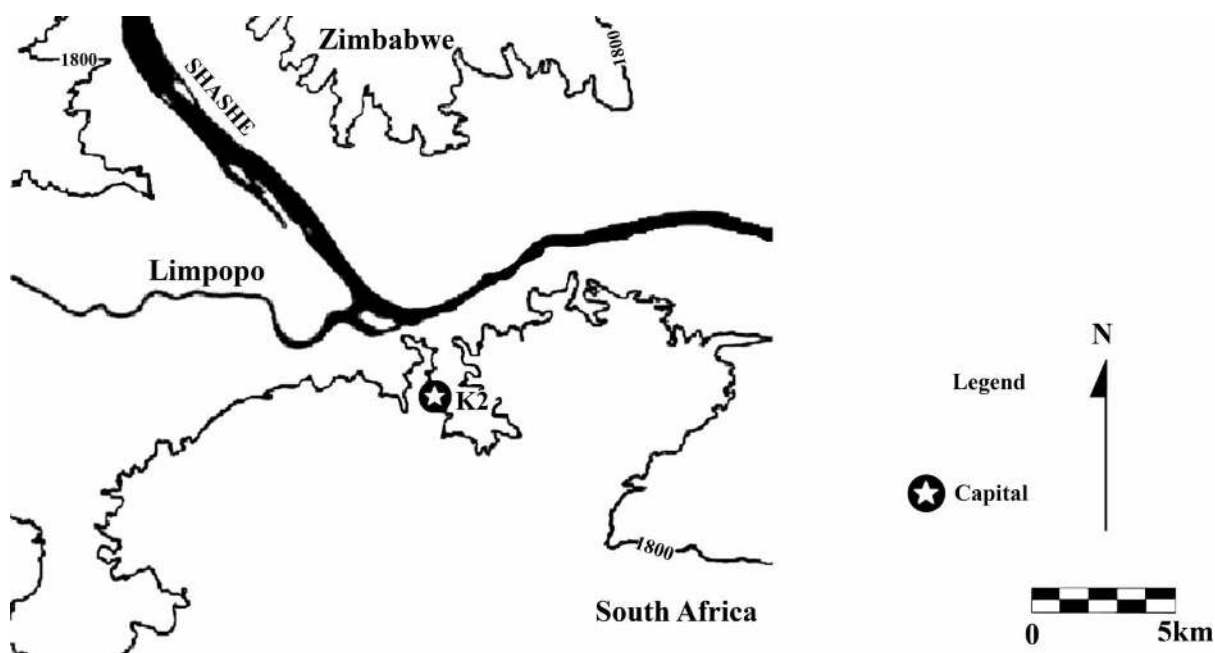 Zimbabwe
1800
1800
SHASHE
Limpopo
K2
N
Legend
Capital
1800
South Africa
0 5km